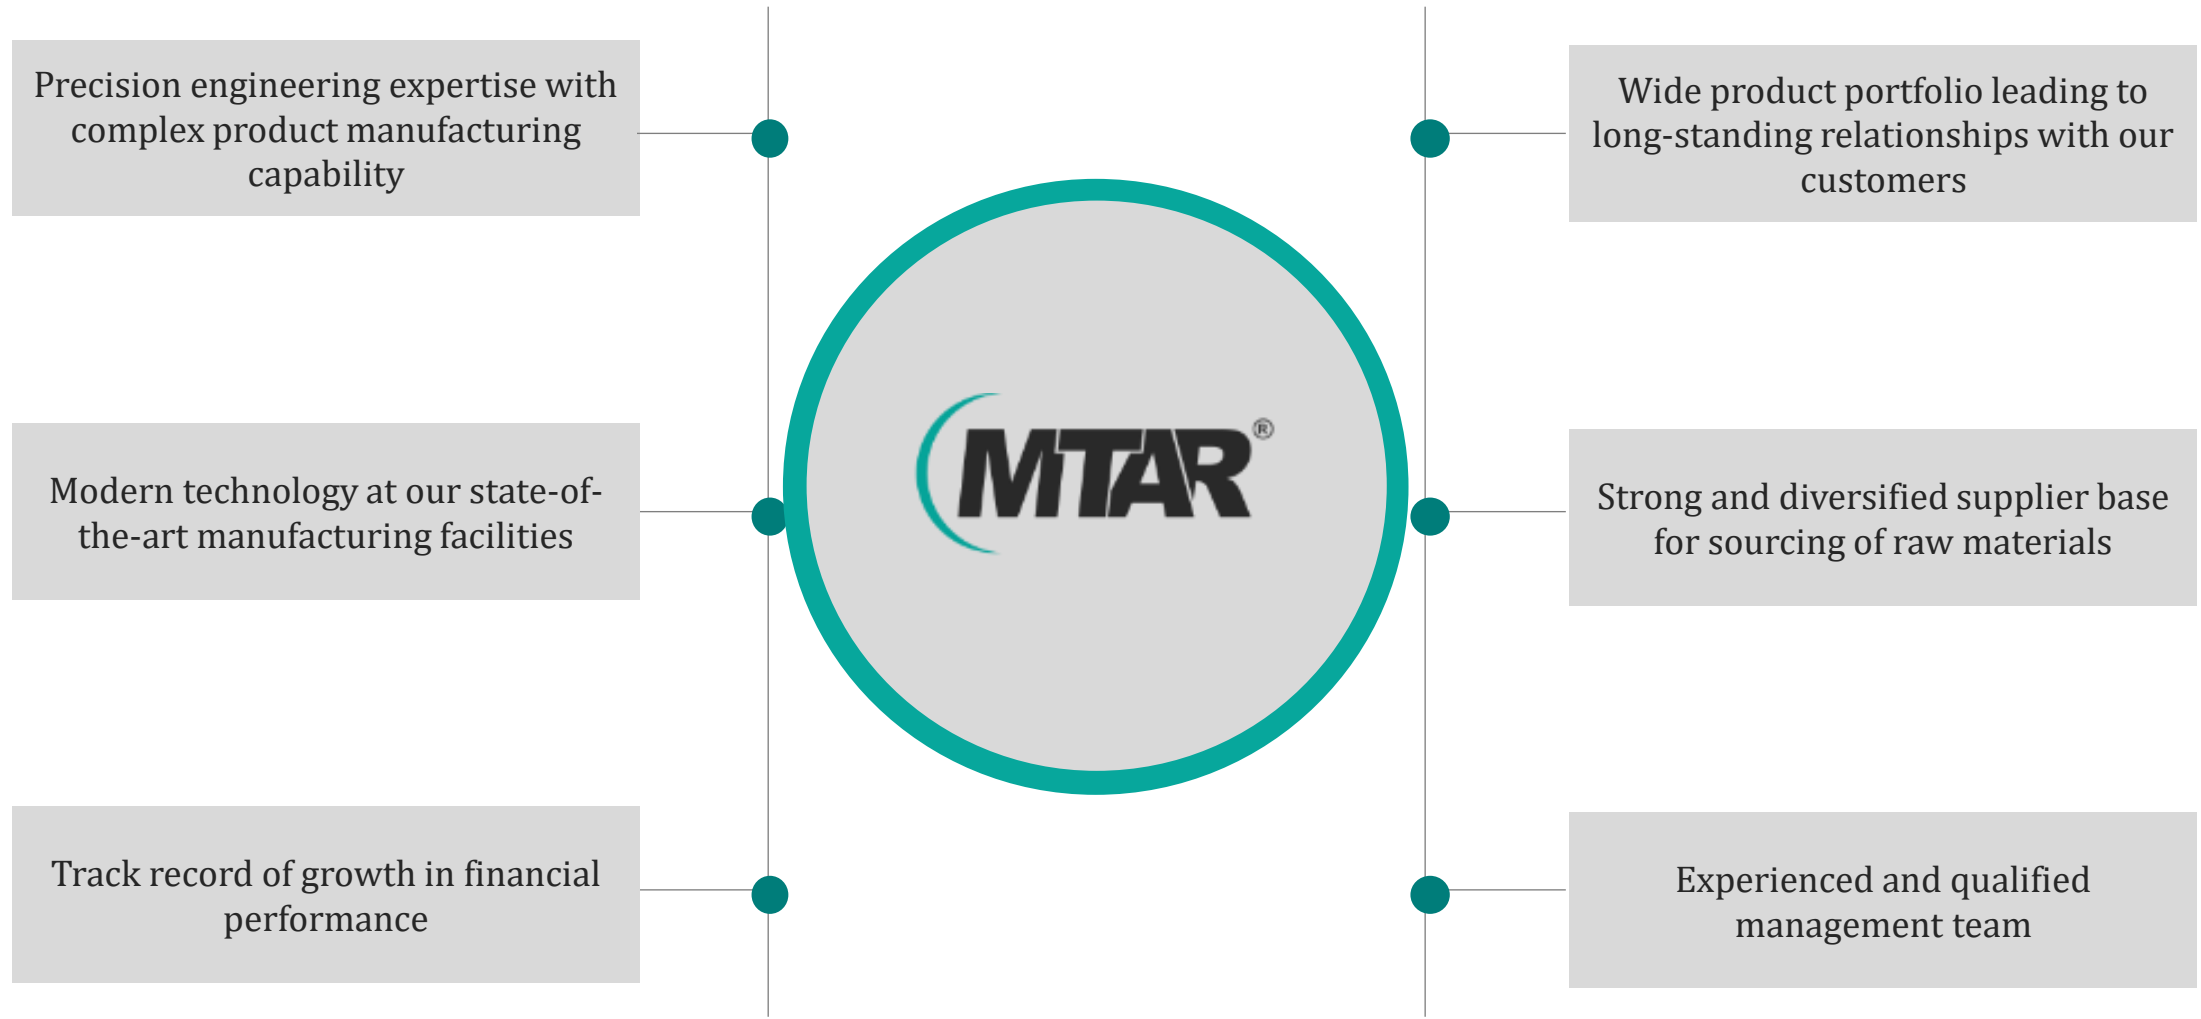 Precision engineering expertise with
complex product manufacturing
capability
Modern technology at our state-of-
the-art manufacturing facilities
Track record of growth in financial
performance
MTAR®
Wide product portfolio leading to
long-standing relationships with our
customers
Strong and diversified supplier base
for sourcing of raw materials
Experienced and qualified
management team